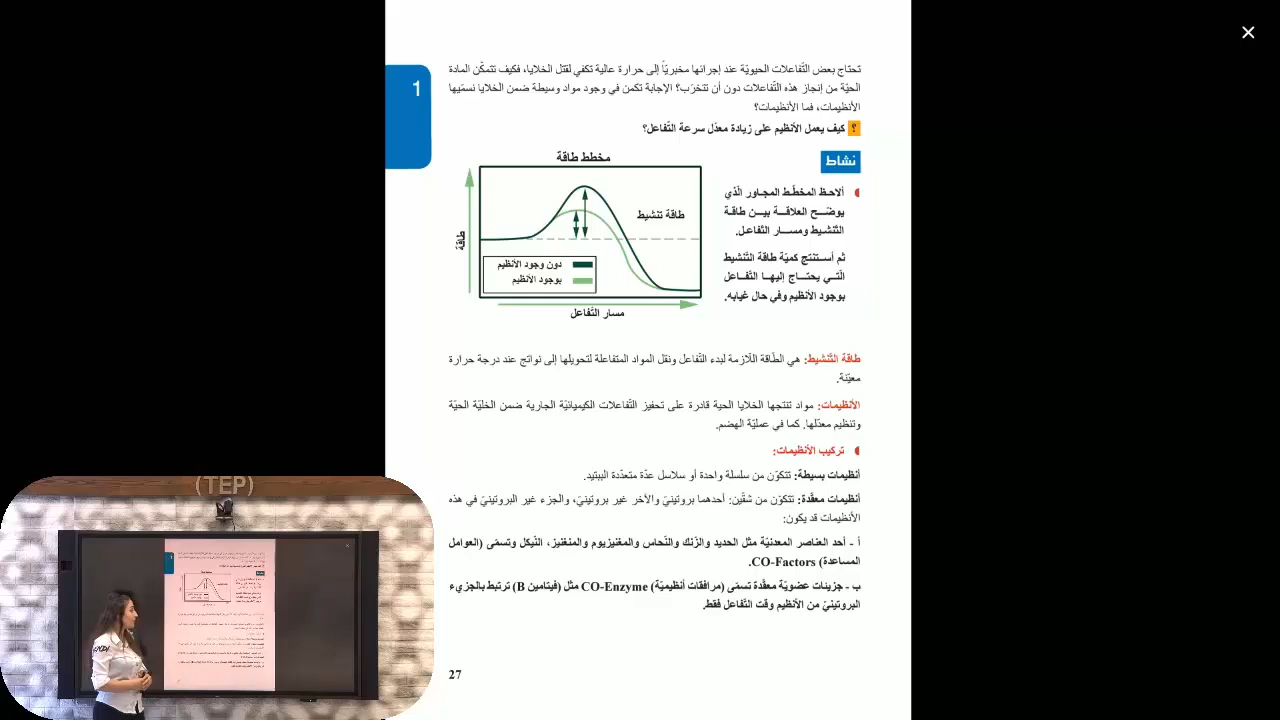 1
تحتاج بعض التّفاعلات الحيويّة عند إجرائها مخبريّاً إلى حرارة عالية تكفي لقتل الخلايا، فكيف تتمكّن المادة
الحيّة من إنجاز هذه التّفاعلات دون أن تتخرّب؟ الإجابة تكمن في وجود مواد وسيطة ضمن الخلايا نسمّيها
الأنظيمات، فما الأنظيمات؟
؟ كيف يعمل الأنظيم على زيادة معدّل سرعة التّفاعل؟
نشاط
ألاحظ المخطّط المجاور الّذي
يوضّح العلاقة بين طاقة
التّنشيط ومسار التّفاعل.
ثم أستنتج كميّة طاقة التّنشيط
الّتي يحتاج إليها التّفاعل
بوجود الأنظيم وفي حال غيابه.
مخطط طاقة
طاقة تنشيط
طاقة
دون وجود الأنظيم
بوجود الأنظيم
مسار التّفاعل
طاقة التّنشيط: هي الطّاقة اللّازمة لبدء التّفاعل ونقل المواد المتفاعلة لتحويلها إلى نواتج عند درجة حرارة
معيّنة.
الأنظيمات: مواد تنتجها الخلايا الحية قادرة على تحفيز التّفاعلات الكيميائيّة الجارية ضمن الخليّة الحيّة
وتنظيم معدّلها. كما في عمليّة الهضم.
تركيب الأنظيمات:
أنظيمات بسيطة: تتكوّن من سلسلة واحدة أو سلاسل عدّة متعدّدة الببتيد.
أنظيمات معقّدة: تتكوّن من شقّين: أحدهما بروتينيّ والآخر غير بروتينيّ، والجزء غير البروتينيّ في هذه
الأنظيمات قد يكون:
أ - أحد العناصر المعدنيّة مثل الحديد والزّنك والنّحاس والمغنيزيوم والمنغنيز، النّيكل وتسمّى (العوامل
المساعدة) CO-Factors.
ب - جزيئات عضويّة معقّدة تسمّى (مرافقات أنظيميّة) CO-Enzyme مثل (فيتامين B) ترتبط بالجزيء
البروتينيّ من الأنظيم وقت التّفاعل فقط.
27
(TEP)